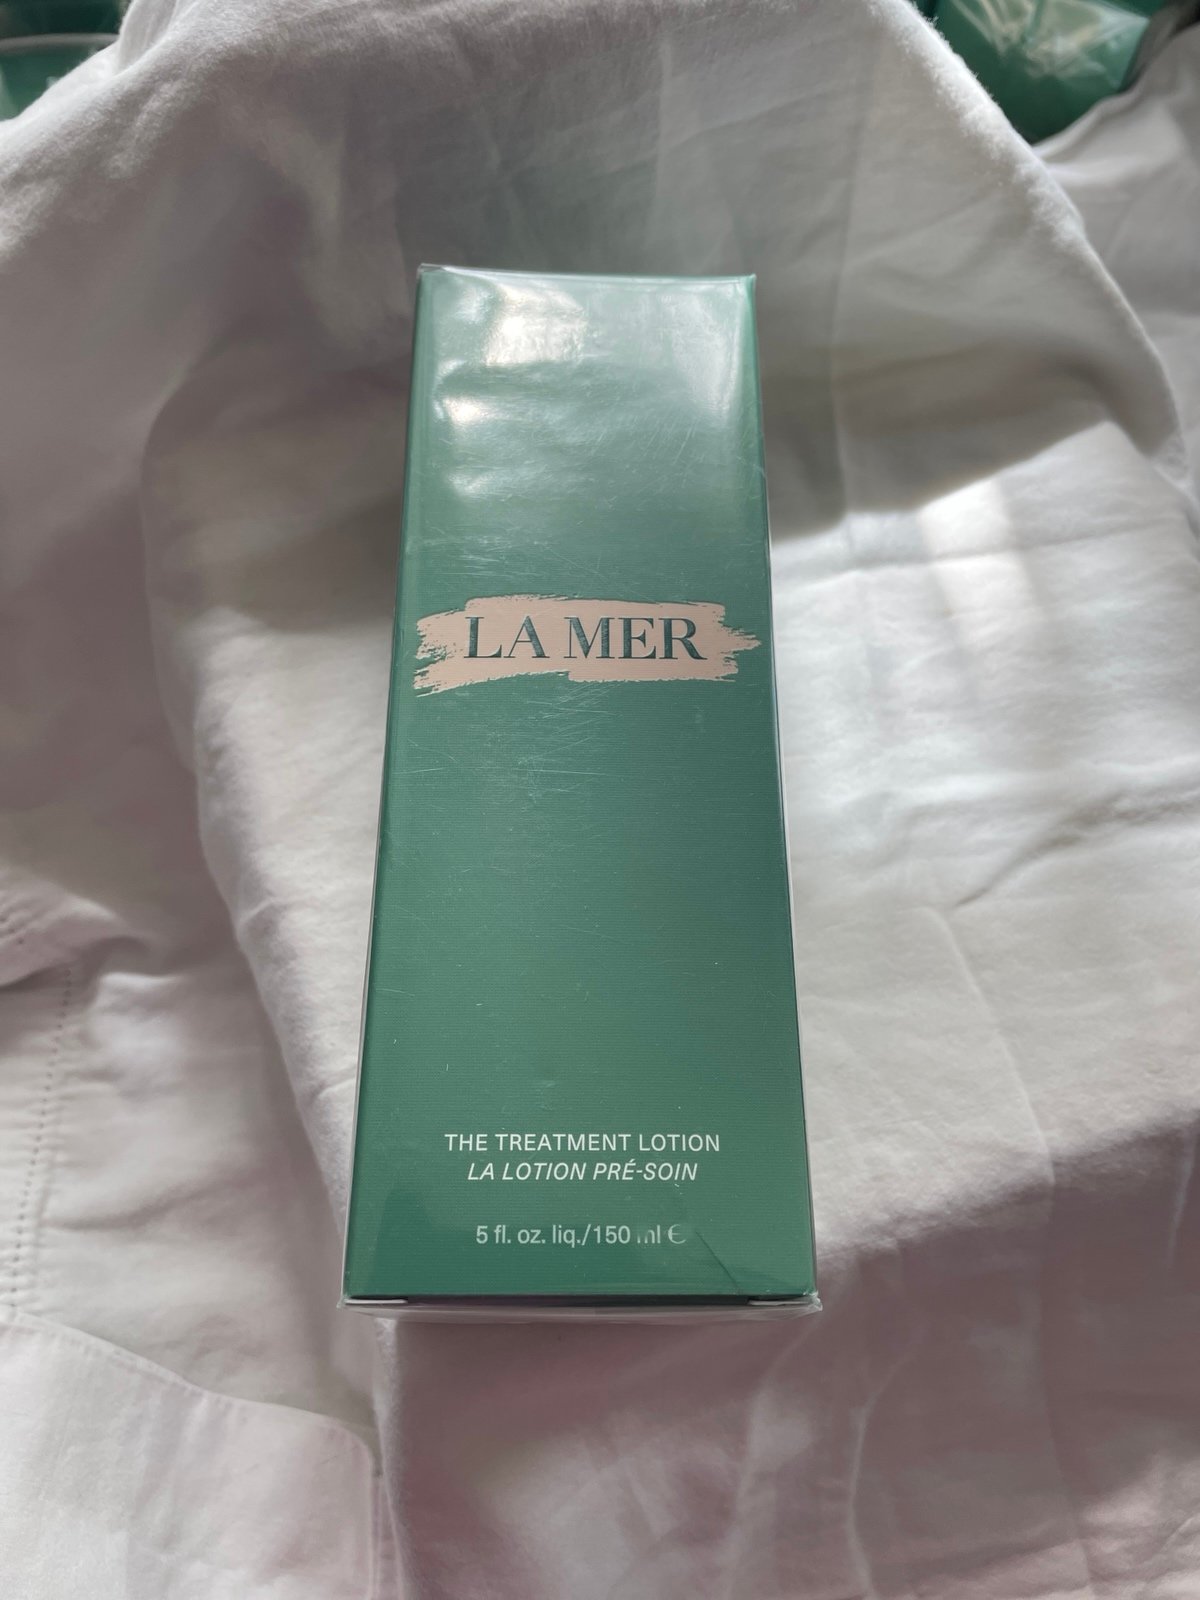 LA MER
THE TREATMENT LOTION
LA LOTION PRÉ-SOIN
5 fl. oz. liq./150 ml ℮